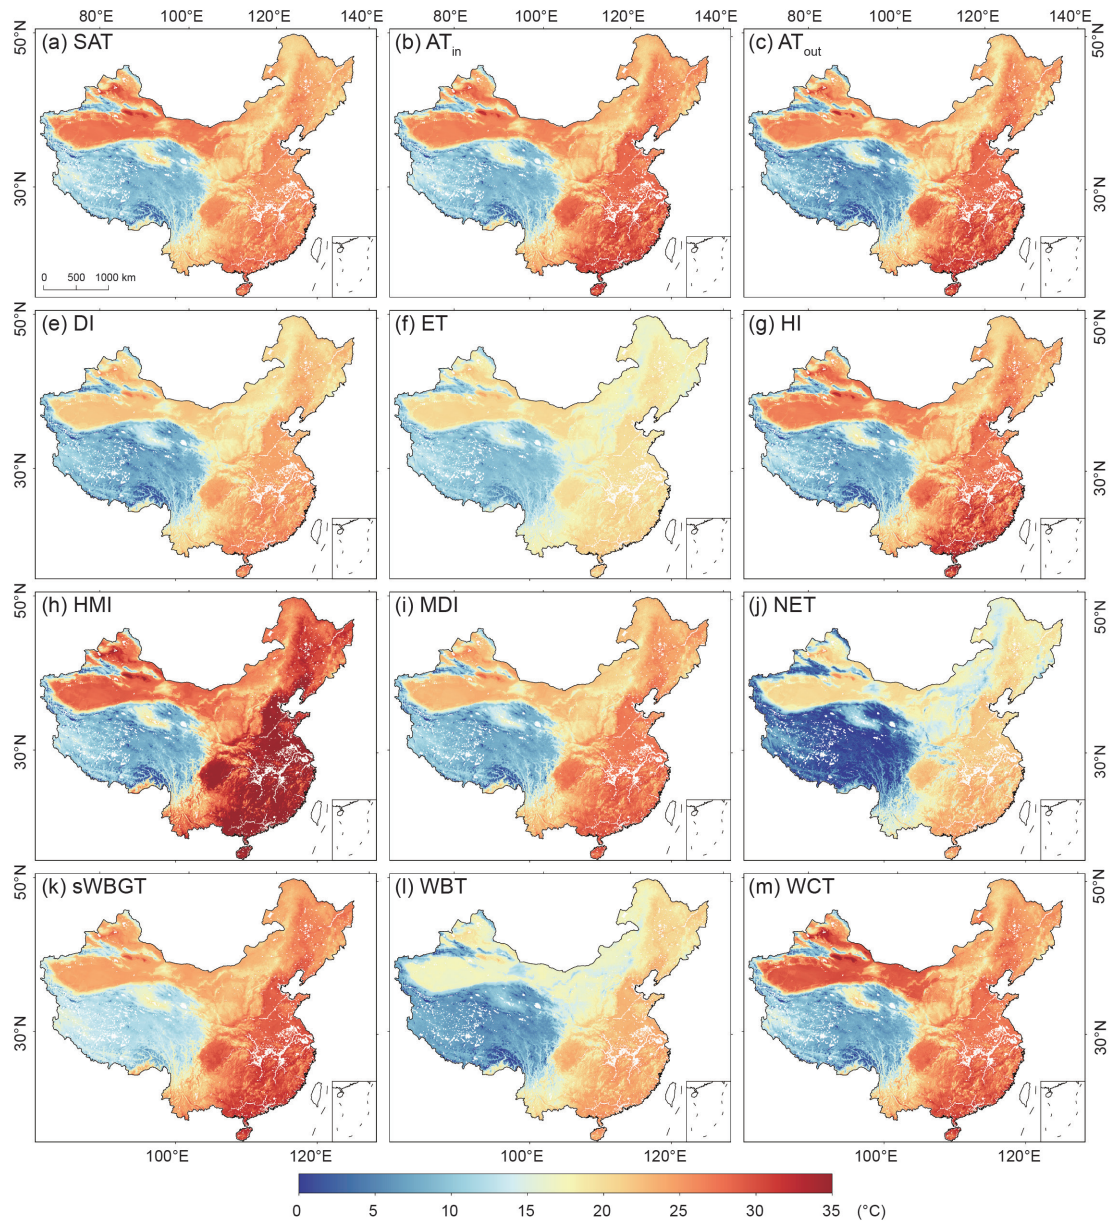 80°E 100°E 120°E 140°E 80°E 100°E 120°E 140°E 80°E 100°E 120°E 140°E
(a) SAT (b) ATin (c) ATout
50°N 50°N
30°N 30°N
0 500 1000 km
(e) DI (f) ET (g) HI
50°N 50°N
30°N 30°N
(h) HMI (i) MDI (j) NET
50°N 50°N
30°N 30°N
(k) sWBGT (l) WBT (m) WCT
50°N 50°N
30°N 30°N
100°E 120°E 100°E 120°E 100°E 120°E
0 5 10 15 20 25 30 35 (°C)